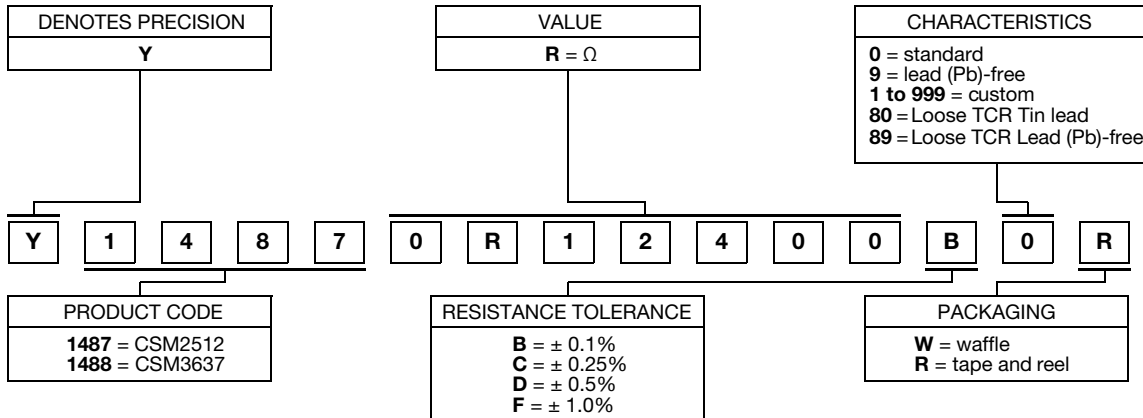 DENOTES PRECISION
Y
VALUE
R = Ω
CHARACTERISTICS
0 = standard
9 = lead (Pb)-free
1 to 999 = custom
80 = Loose TCR Tin lead
89 = Loose TCR Lead (Pb)-free
Y 1 4 8 7 0 R 1 2 4 0 0 B 0 R
PRODUCT CODE
1487 = CSM2512
1488 = CSM3637
RESISTANCE TOLERANCE
B = ± 0.1%
C = ± 0.25%
D = ± 0.5%
F = ± 1.0%
PACKAGING
W = waffle
R = tape and reel